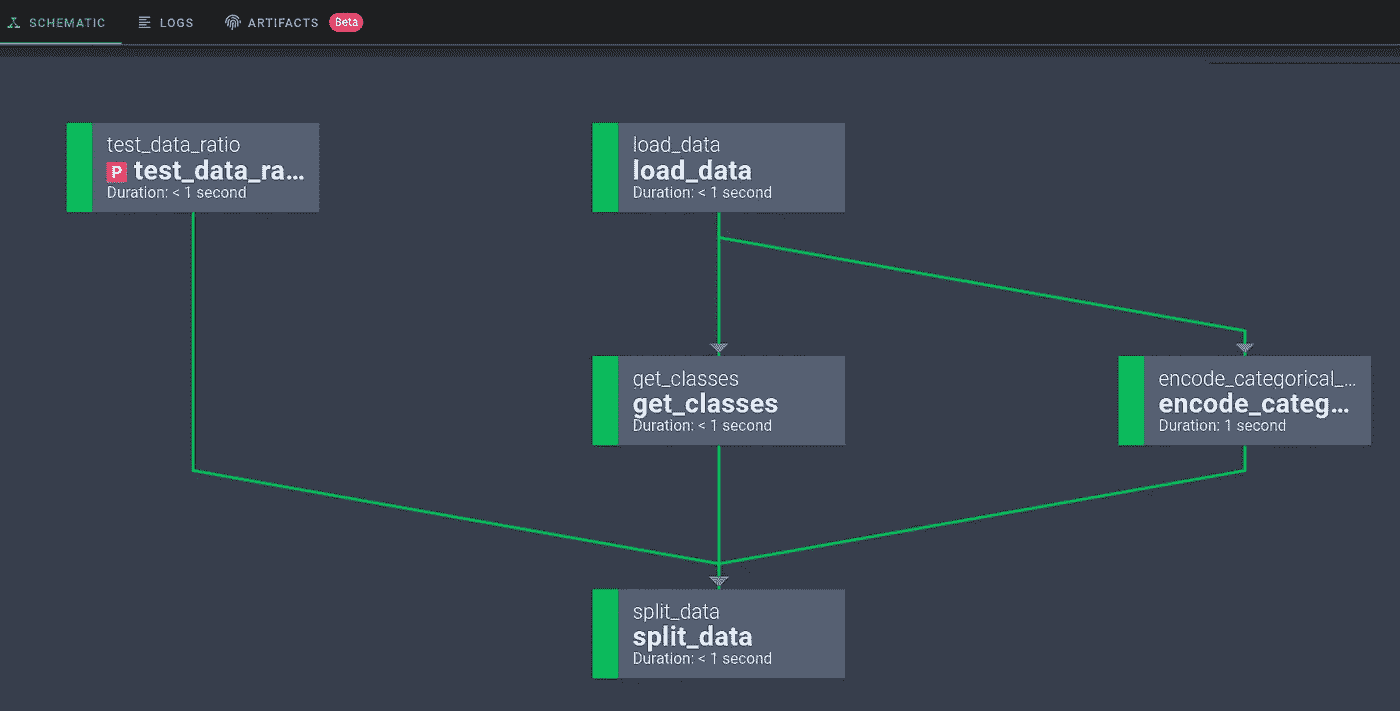 SCHEMATIC
LOGS
ARTIFACTS
Beta
test_data_ratio
P test_data_ra...
Duration: < 1 second
load_data
load_data
Duration: < 1 second
get_classes
get_classes
Duration: < 1 second
encode_categorical_...
encode_categ...
Duration: 1 second
split_data
split_data
Duration: < 1 second